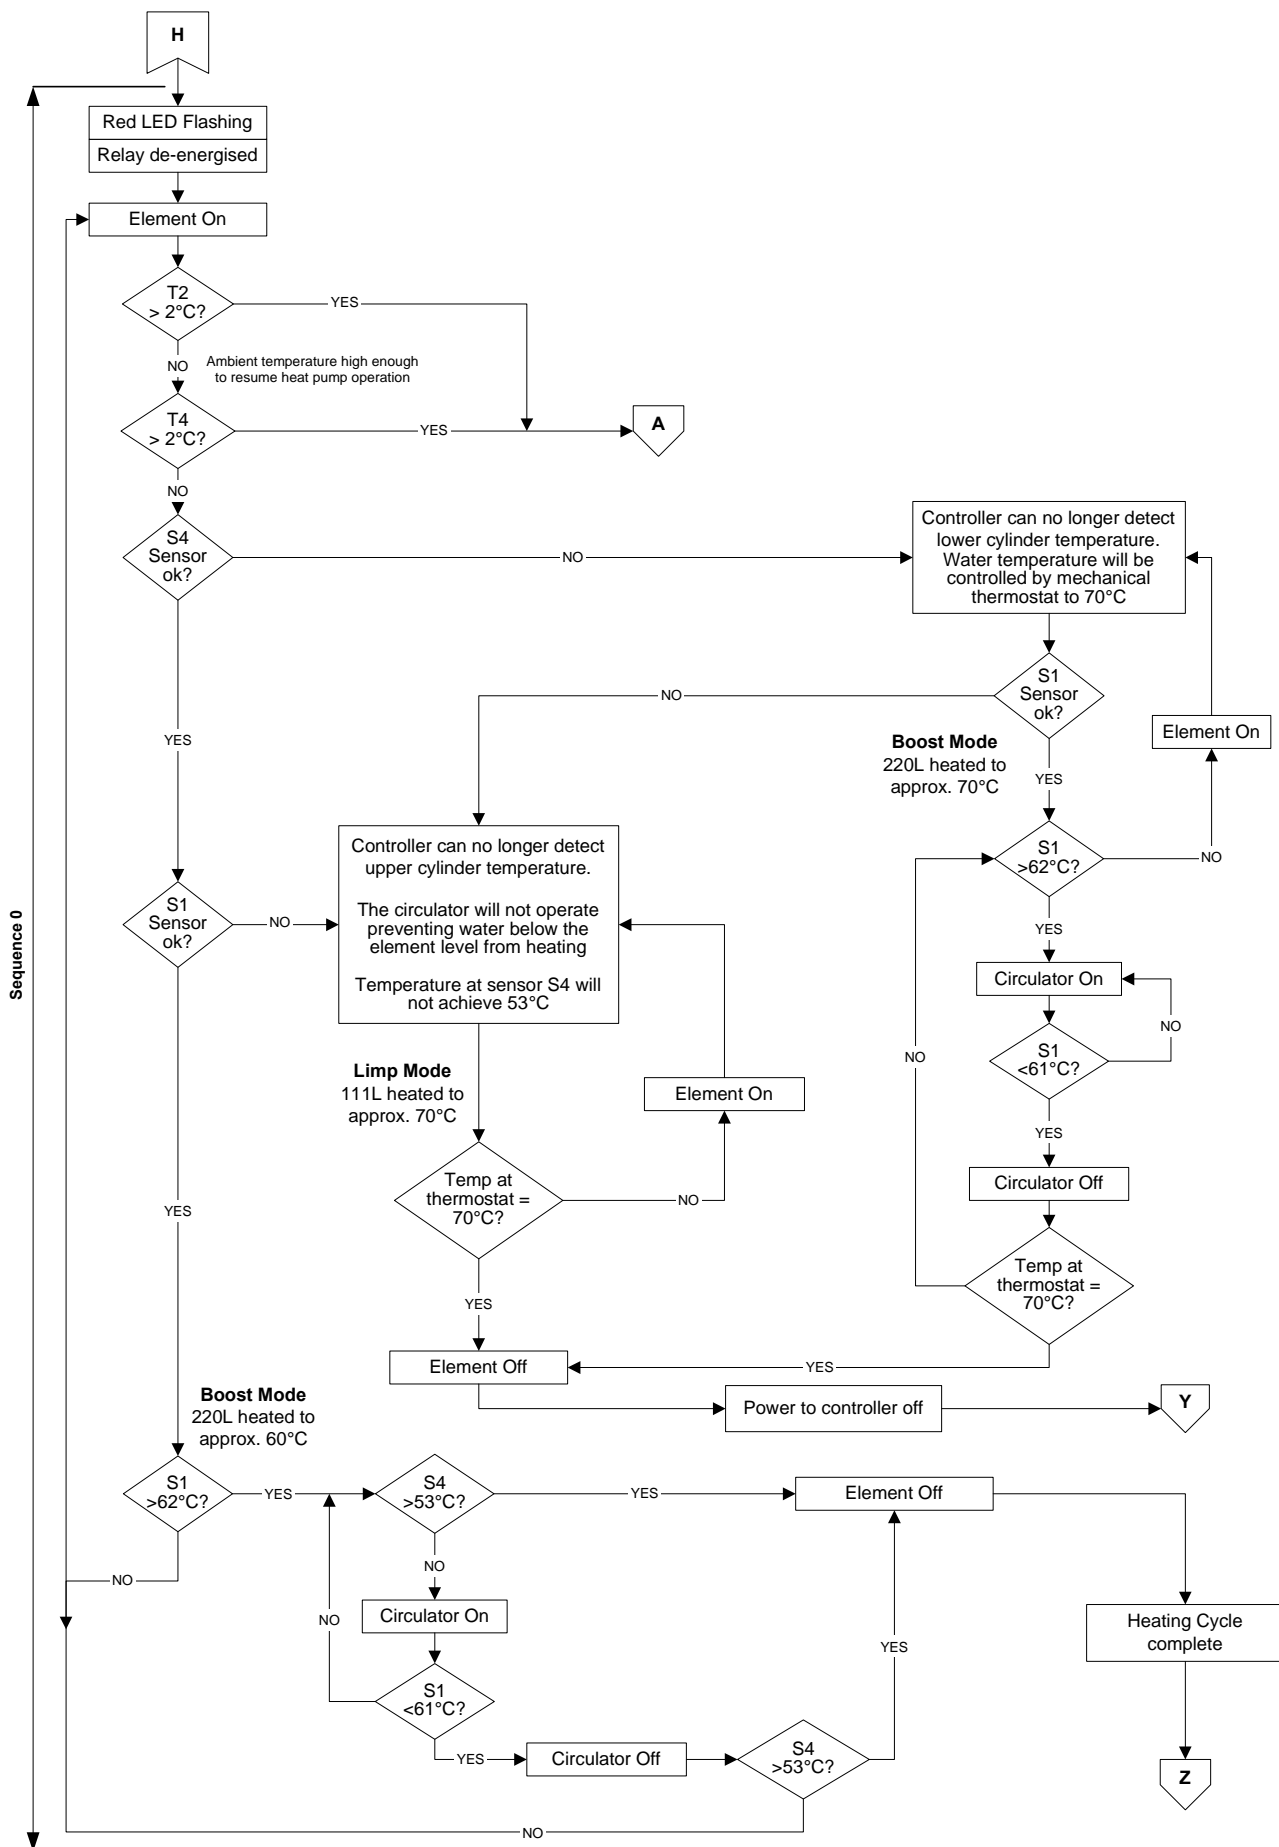 H
Red LED Flashing
Relay de-energised
Element On
T2
> 2°C?
YES
NO
Ambient temperature high enough
to resume heat pump operation
T4
> 2°C?
YES
A
NO
S4
Sensor
ok?
NO
Controller can no longer detect
lower cylinder temperature.
Water temperature will be
controlled by mechanical
thermostat to 70°C
S1
Sensor
ok?
NO
Element On
Boost Mode
220L heated to
approx. 70°C
YES
YES
S1
>62°C?
NO
Controller can no longer detect
upper cylinder temperature.
The circulator will not operate
preventing water below the
element level from heating
Temperature at sensor S4 will
not achieve 53°C
S1
Sensor
ok?
NO
YES
Circulator On
NO
S1
<61°C?
NO
Sequence 0
Limp Mode
111L heated to
approx. 70°C
Element On
YES
Circulator Off
Temp at
thermostat =
70°C?
NO
YES
Temp at
thermostat =
70°C?
YES
Element Off
YES
Power to controller off
Y
Boost Mode
220L heated to
approx. 60°C
S1
>62°C?
YES
S4
>53°C?
YES
Element Off
NO
NO
Circulator On
NO
YES
Heating Cycle
complete
S1
<61°C?
YES
Circulator Off
S4
>53°C?
Z
NO